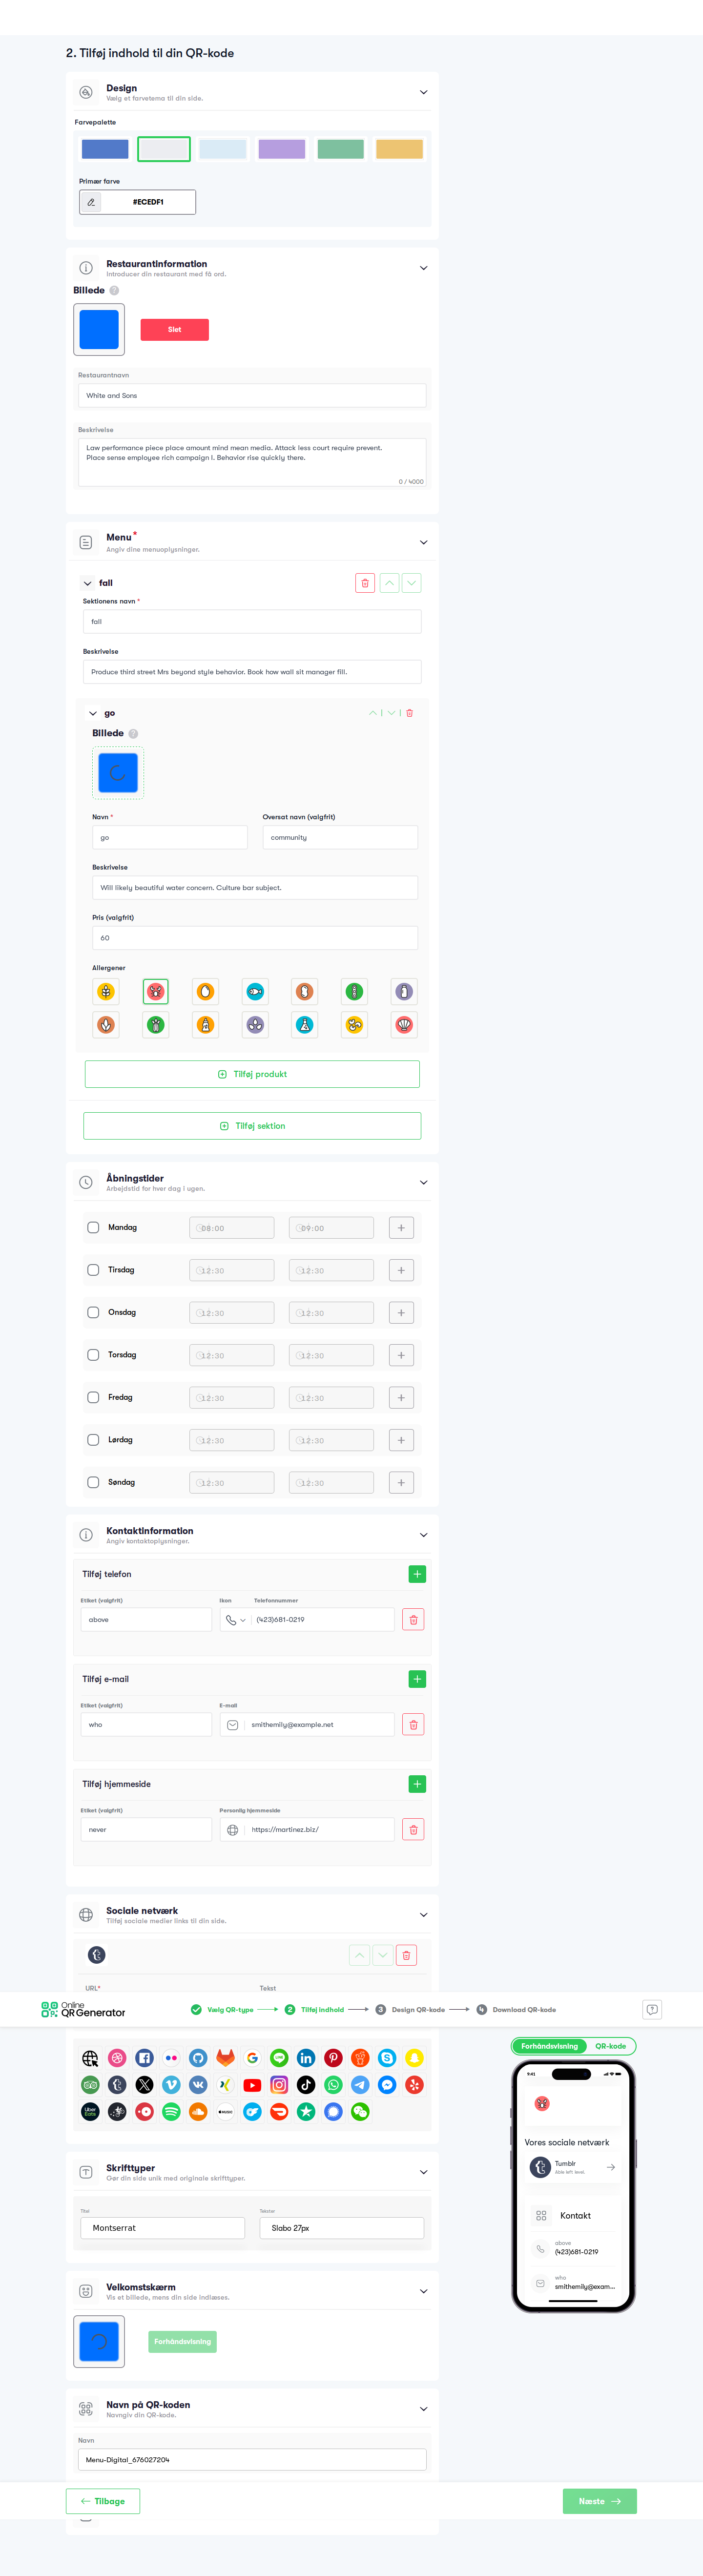 2. Tilføj indhold til din QR-kode
Design
Vælg et farvetema til din side.
Farvepalette
Primær farve
#ECEDF1
Restaurantinformation
Introducer din restaurant med få ord.
Billede ?
Slet
Restaurantnavn
White and Sons
Beskrivelse
Law performance piece place amount mind mean media. Attack less court require prevent.
Place sense employee rich campaign I. Behavior rise quickly there.
0 / 4000
Menu*
Angiv dine menuoplysninger.
fall
Sektionens navn *
fall
Beskrivelse
Produce third street Mrs beyond style behavior. Book how wall sit manager fill.
go
Billede ?
Navn *
Oversat navn (valgfrit)
go
community
Beskrivelse
Will likely beautiful water concern. Culture bar subject.
Pris (valgfrit)
60
Allergener
Tilføj produkt
Tilføj sektion
Åbningstider
Arbejdstid for hver dag i ugen.
Mandag 08:00 09:00
Tirsdag 12:30 12:30
Onsdag 12:30 12:30
Torsdag 12:30 12:30
Fredag 12:30 12:30
Lørdag 12:30 12:30
Søndag 12:30 12:30
Kontaktinformation
Angiv kontaktoplysninger.
Tilføj telefon
Etiket (valgfrit) Ikon Telefonnummer
above (423)681-0219
Tilføj e-mail
Etiket (valgfrit) E-mail
who smithemily@example.net
Tilføj hjemmeside
Etiket (valgfrit) Personlig hjemmeside
never https://martinez.biz/
Sociale netværk
Tilføj sociale medier links til din side.
URL* Tekst
Online
QR Generator
Vælg QR-type 2 Tilføj indhold 3 Design QR-kode 4 Download QR-kode
Forhåndsvisning QR-kode
9:41
Vores sociale netværk
Tumblr
Able left level.
Kontakt
above
(423)681-0219
who
smithemily@exam...
Uber
Eats
MUSIC
Skrifttyper
Gør din side unik med originale skrifttyper.
Titel Tekster
Montserrat Slabo 27px
Velkomstskærm
Vis et billede, mens din side indlæses.
Forhåndsvisning
Navn på QR-koden
Navngiv din QR-kode.
Navn
Menu-Digital_676027204
Tilbage
Næste